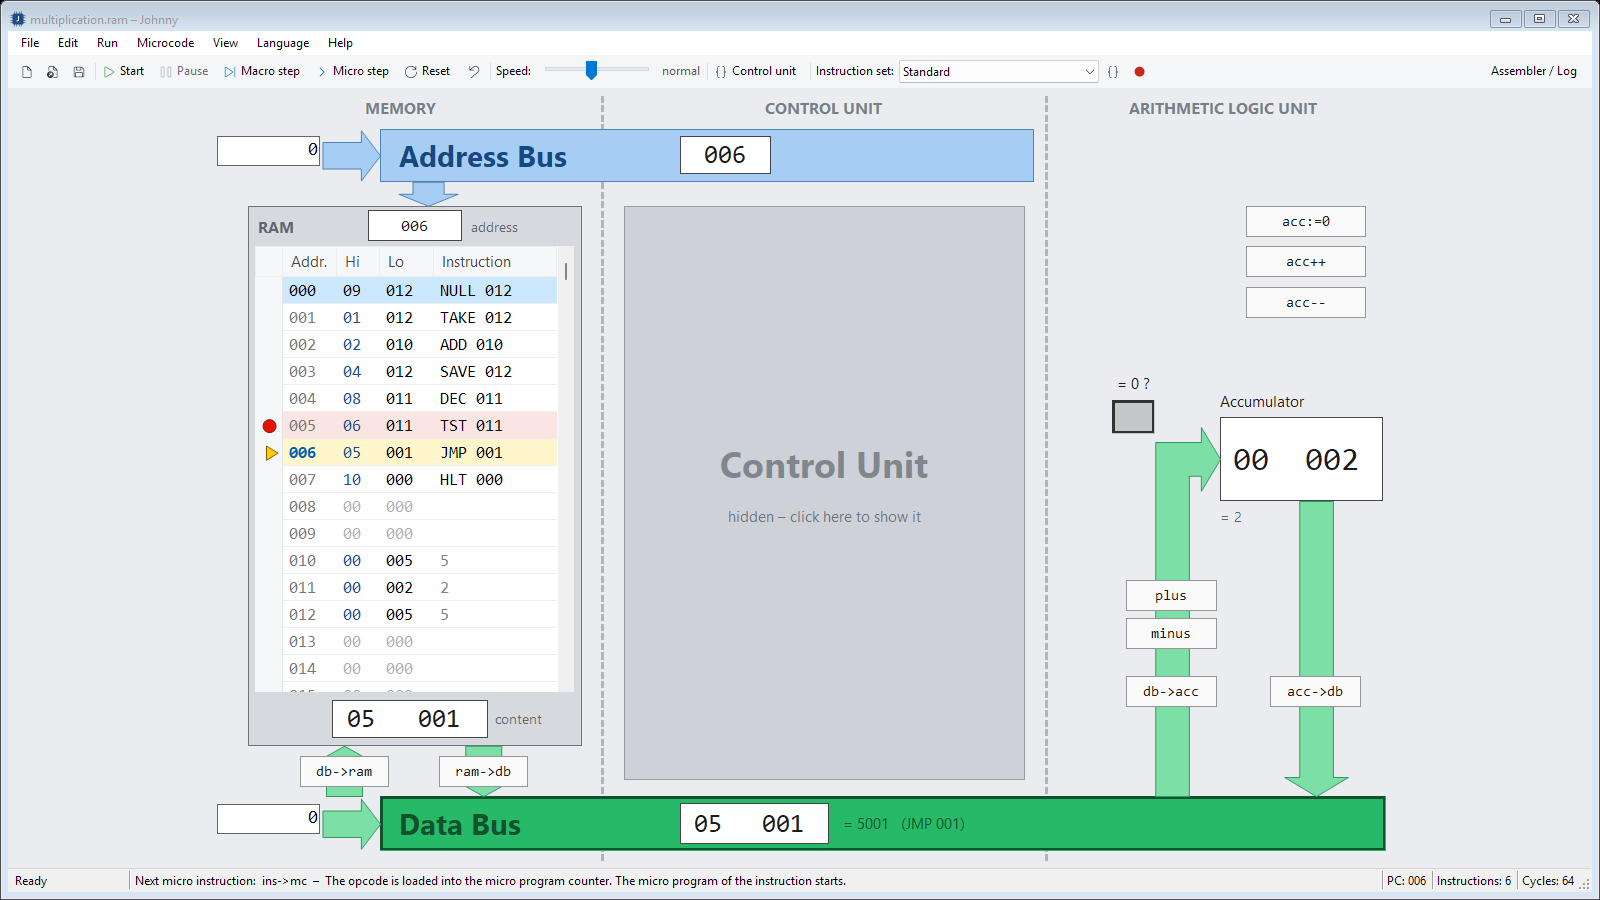 multiplication.ram – Johnny
File Edit Run Microcode View Language Help
Start Pause Macro step Micro step Reset Speed: normal {} Control unit Instruction set: Standard {} Assembler / Log
MEMORY CONTROL UNIT ARITHMETIC LOGIC UNIT
0 Address Bus 006
RAM 006 address
Addr. Hi Lo Instruction
000 09 012 NULL 012
001 01 012 TAKE 012
002 02 010 ADD 010
003 04 012 SAVE 012
004 08 011 DEC 011
005 06 011 TST 011
006 05 001 JMP 001
007 10 000 HLT 000
008 00 000
009 00 000
010 00 005 5
011 00 002 2
012 00 005 5
013 00 000
014 00 000
05 001 content
db->ram ram->db
Control Unit
hidden – click here to show it
acc:=0
acc++
acc--
= 0 ?
Accumulator
00 002
= 2
plus
minus
db->acc acc->db
0 Data Bus 05 001 = 5001 (JMP 001)
Ready Next micro instruction: ins->mc – The opcode is loaded into the micro program counter. The micro program of the instruction starts. PC: 006 Instructions: 6 Cycles: 64